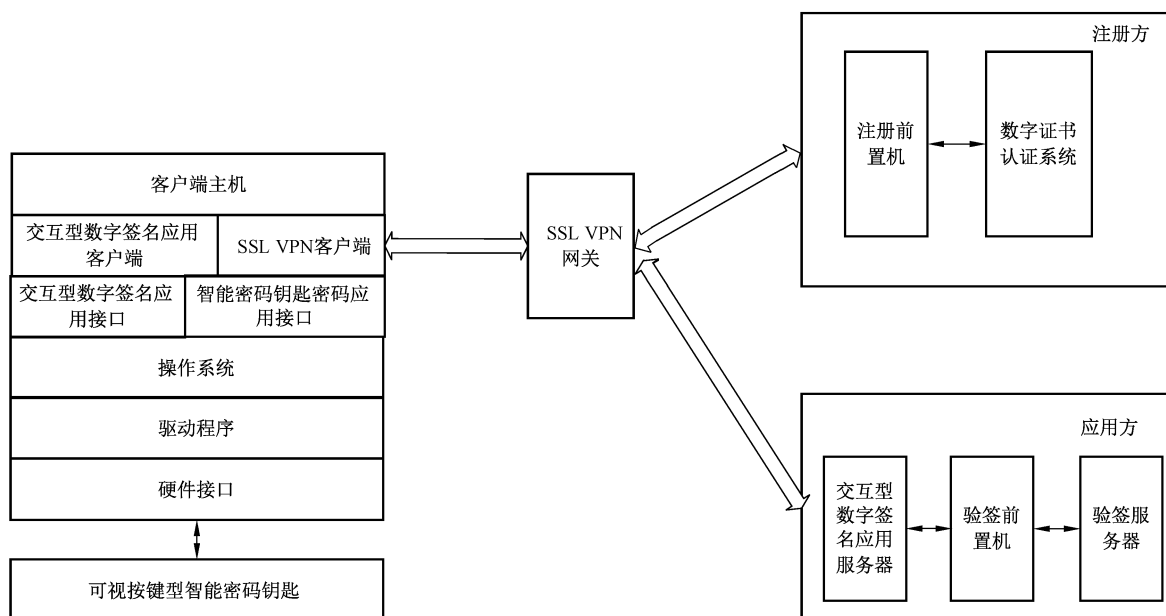 客户端主机
交互型数字签名应用
客户端
SSL VPN客户端
交互型数字签名应
用接口
智能密码钥匙密码应
用接口
操作系统
驱动程序
硬件接口
可视按键型智能密码钥匙
SSL VPN
网关
注册方
注册前
置机
数字证书
认证系统
应用方
交互型
数字签
名应用
服务器
验签前
置机
验签服
务器